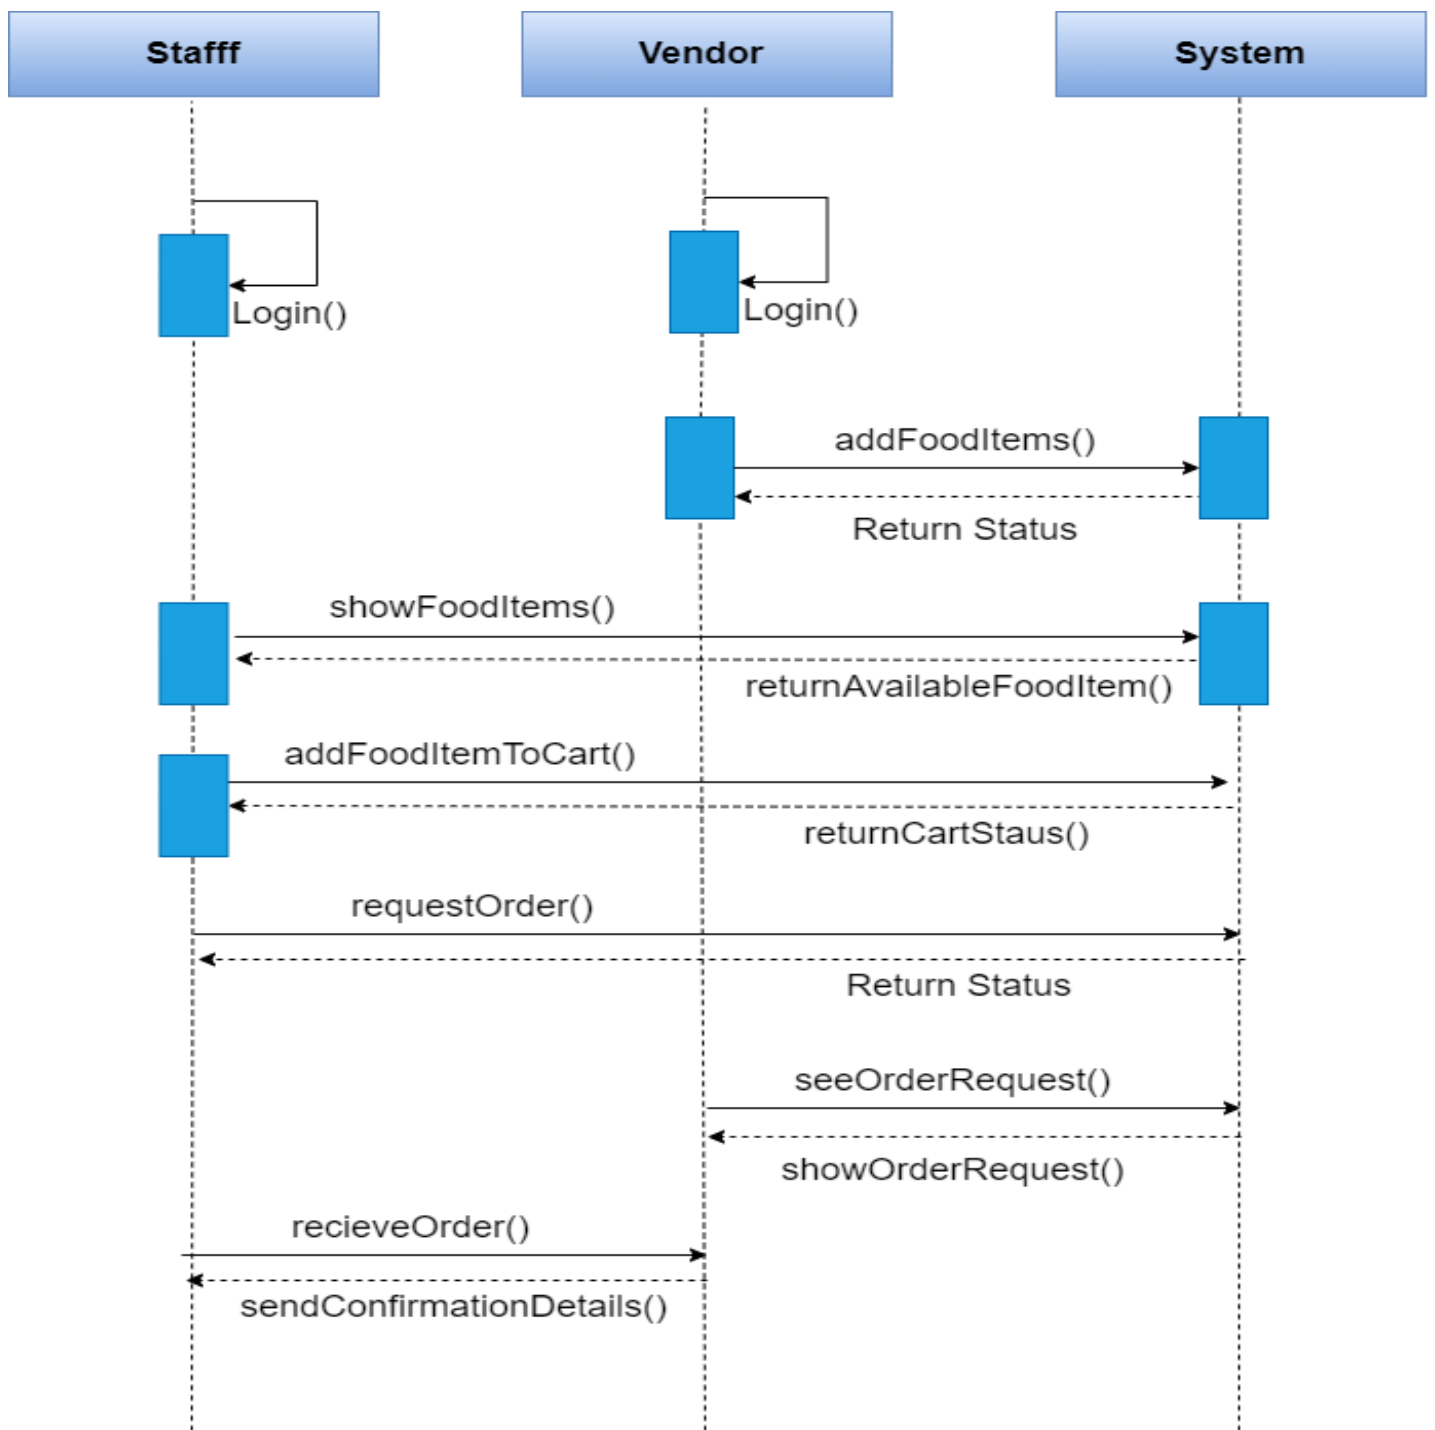 Stafff
Vendor
System
Login()
Login()
addFoodItems()
Return Status
showFoodItems()
returnAvailableFoodItem()
addFoodItemToCart()
returnCartStaus()
requestOrder()
Return Status
seeOrderRequest()
showOrderRequest()
recieveOrder()
sendConfirmationDetails()